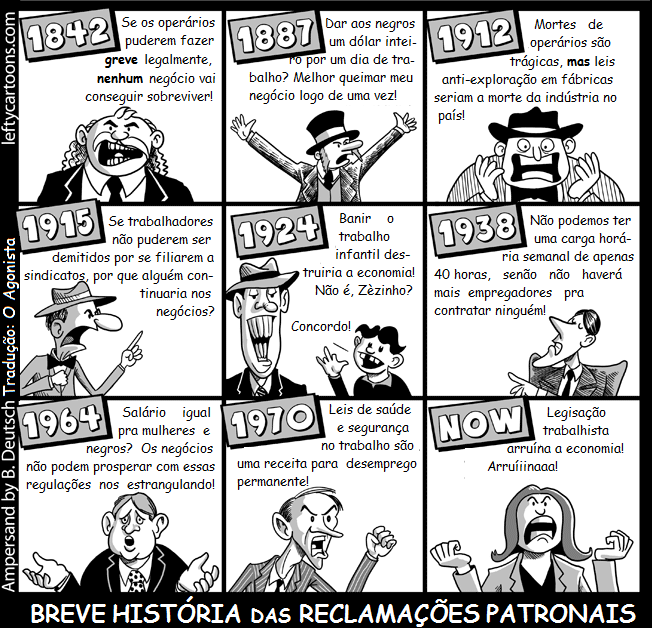 1842
Se os operários
puderem fazer
greve legalmente,
nenhum negócio vai
conseguir sobreviver!
1887
Dar aos negros
um dólar intei-
ro por um dia de tra-
balho? Melhor queimar meu
negócio logo de uma vez!
1912
Mortes de
operários são
trágicas, mas leis
anti-exploração em fábricas
seriam a morte da indústria no
país!
1915
Se trabalhadores
não puderem ser
demitidos por se filiarem a
sindicatos, por que alguém con-
tinuaria nos
negócios?
1924
Banir o
trabalho
infantil des-
truiria a economia!
Não é, Zèzinho?
Concordo!
1938
Não podemos ter
uma carga horá-
ria semanal de apenas
40 horas, senão não haverá
mais empregadores pra
contratar ninguém!
1964
Salário igual
pra mulheres e
negros? Os negócios
não podem prosperar com essas
regulações nos estrangulando!
1970
Leis de saúde
e segurança
no trabalho são
uma receita para desemprego
permanente!
NOW
Legisação
trabalhista
arruína a economia!
Arruíiinaaa!
Ampersand by B. Deutsch Tradução: O Agonista
leftycartoons.com
BREVE HISTÓRIA DAS RECLAMAÇÕES PATRONAIS